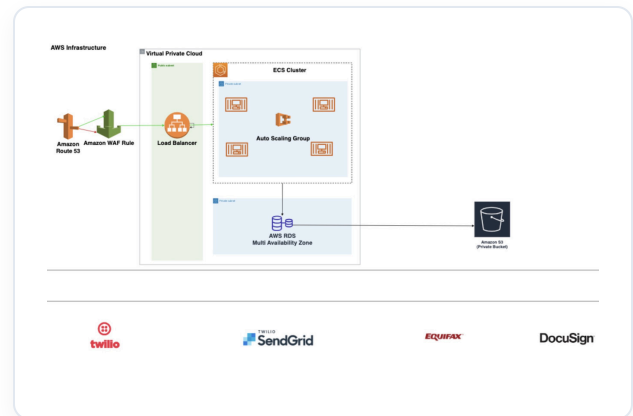 AWS Infrastructure
Virtual Private Cloud
ECS Cluster
Auto Scaling Group
Amazon
Route 53
Amazon WAF Rule
Load Balancer
AWS RDS
Multi Availability Zone
Amazon S3
(Private Bucket)
twilio
TWILIO
SendGrid
EQUIFAX
DocuSign